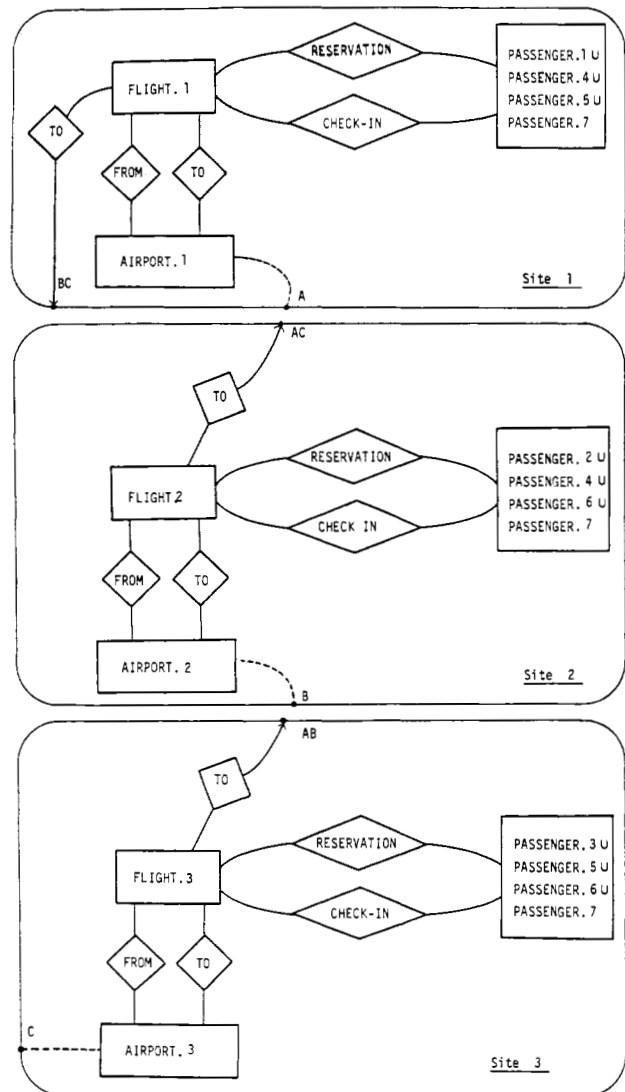 RESERVATION
PASSENGER.1 U
PASSENGER.4 U
PASSENGER.5 U
PASSENGER.7
FLIGHT.1
TO
CHECK-IN
FROM
TO
AIRPORT.1
BC
A
Site 1
AC
TO
RESERVATION
PASSENGER.2 U
PASSENGER.4 U
PASSENGER.6 U
PASSENGER.7
FLIGHT.2
CHECK IN
FROM
TO
AIRPORT.2
B
Site 2
AB
TO
RESERVATION
PASSENGER.3 U
PASSENGER.5 U
PASSENGER.6 U
PASSENGER.7
FLIGHT.3
CHECK-IN
FROM
TO
C
AIRPORT.3
Site 3